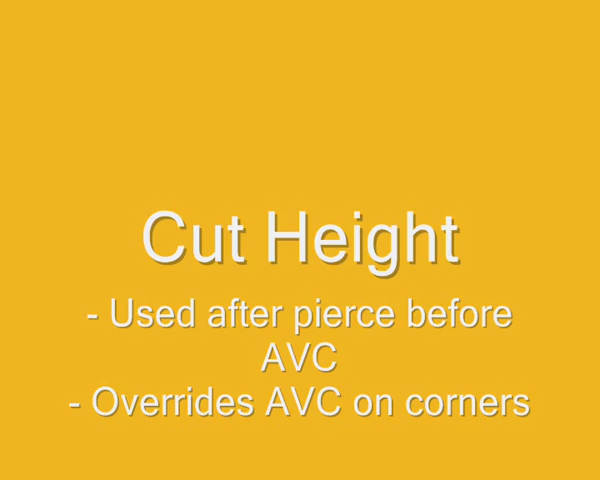 Cut Height
- Used after pierce before
AVC
- Overrides AVC on corners